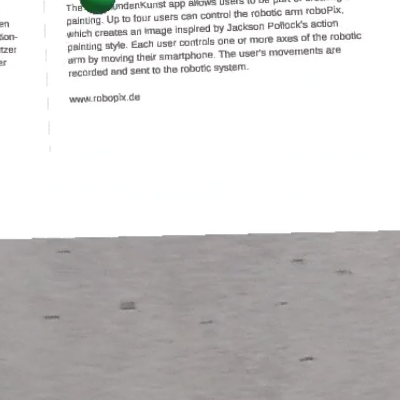 en
tion-
tzer
er
The undenKunst app allows users to be part of
painting. Up to four users can control the robotic arm roboPix,
which creates an image inspired by Jackson Pollock's action
painting style. Each user controls one or more axes of the robotic
arm by moving their smartphone. The user's movements are
recorded and sent to the robotic system.
www.robopix.de